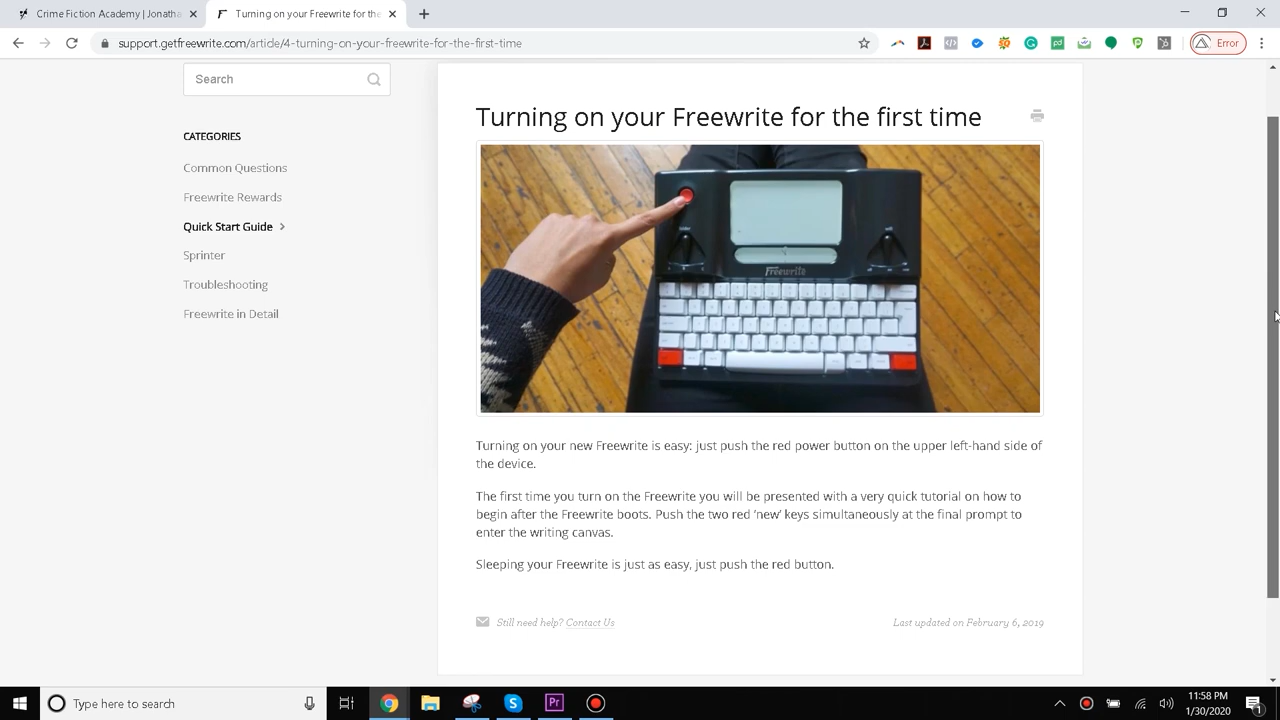 Crime Fiction Academy | Jonatha
Turning on your Freewrite for the
support.getfreewrite.com/article/4-turning-on-your-freewrite-for-the-first-time
Error
Search
CATEGORIES
Common Questions
Freewrite Rewards
Quick Start Guide
Sprinter
Troubleshooting
Freewrite in Detail
Turning on your Freewrite for the first time
Freewrite
Turning on your new Freewrite is easy: just push the red power button on the upper left-hand side of
the device.
The first time you turn on the Freewrite you will be presented with a very quick tutorial on how to
begin after the Freewrite boots. Push the two red 'new' keys simultaneously at the final prompt to
enter the writing canvas.
Sleeping your Freewrite is just as easy, just push the red button.
Still need help? Contact Us
Last updated on February 6, 2019
Type here to search
11:58 PM
1/30/2020